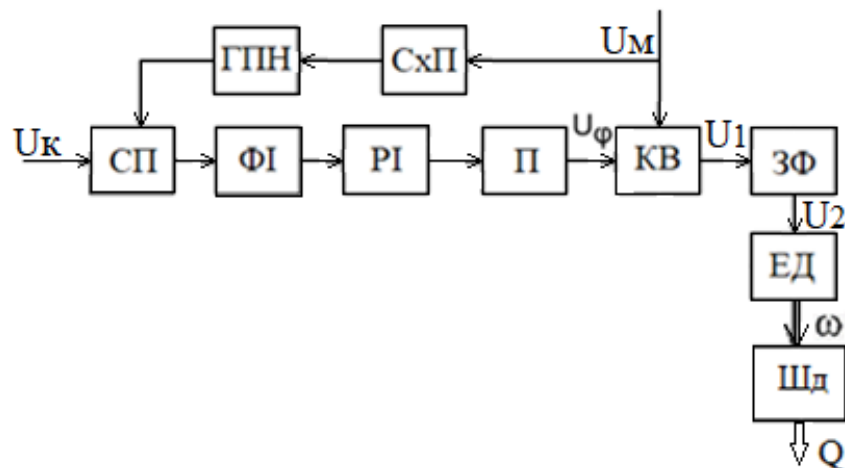 Uм
ГПН
СхП
Uк
СП
ФІ
РІ
П
Uφ
КВ
U1
ЗФ
U2
ЕД
ω
Шд
Q